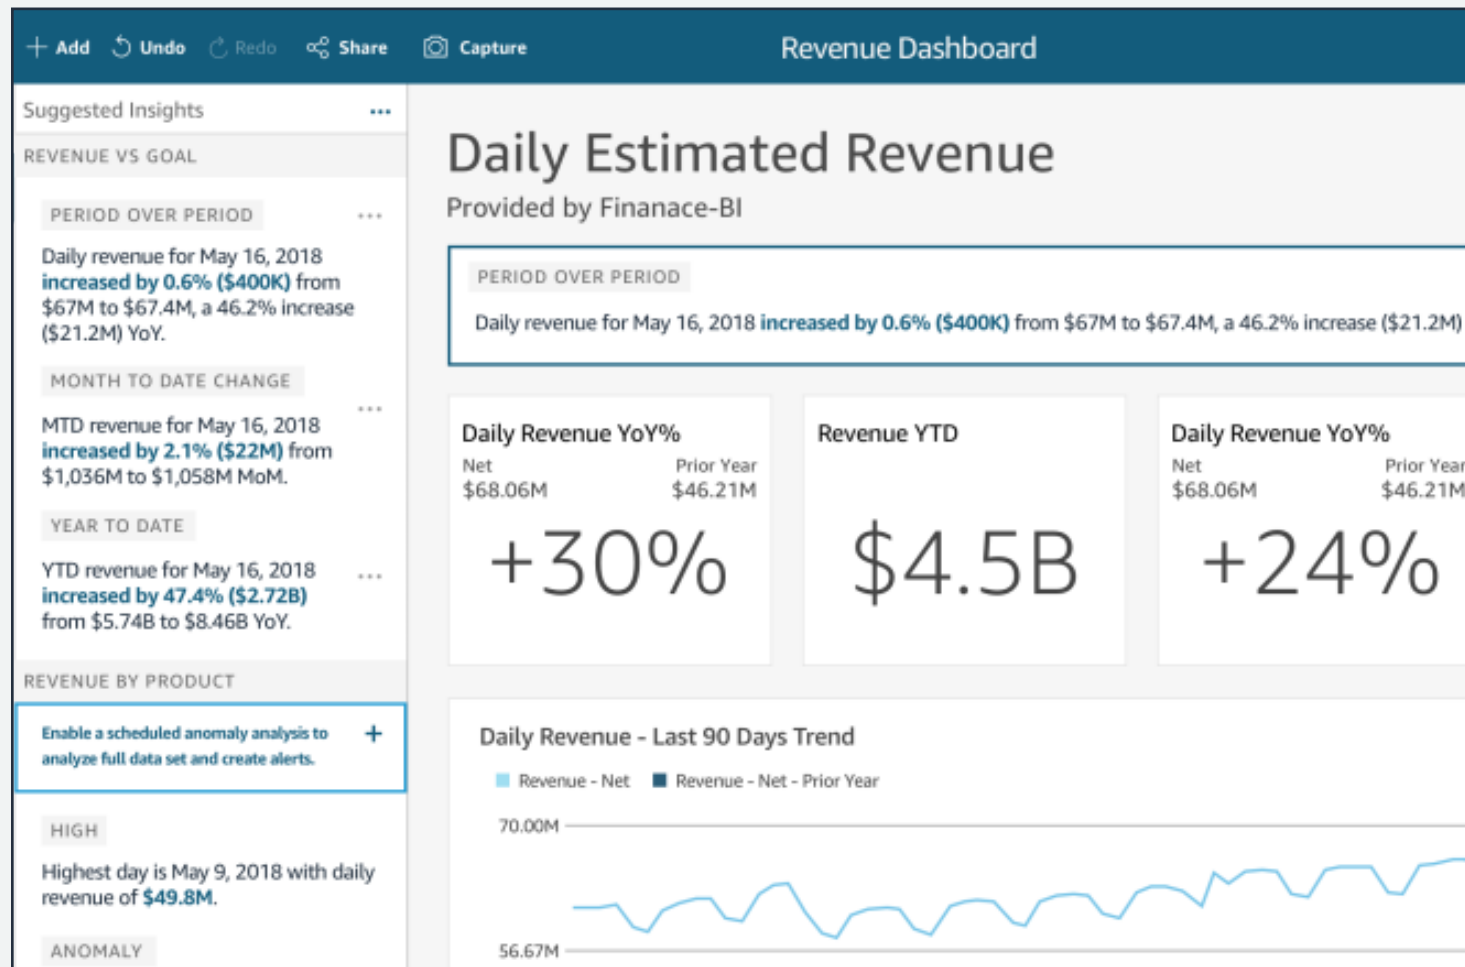 Add Undo Redo Share Capture Revenue Dashboard
Suggested Insights
REVENUE VS GOAL
PERIOD OVER PERIOD
Daily revenue for May 16, 2018
increased by 0.6% ($400K) from
$67M to $67.4M, a 46.2% increase
($21.2M) YoY.
MONTH TO DATE CHANGE
MTD revenue for May 16, 2018
increased by 2.1% ($22M) from
$1,036M to $1,058M MoM.
YEAR TO DATE
YTD revenue for May 16, 2018
increased by 47.4% ($2.72B)
from $5.74B to $8.46B YoY.
REVENUE BY PRODUCT
Enable a scheduled anomaly analysis to
analyze full data set and create alerts.
HIGH
Highest day is May 9, 2018 with daily
revenue of $49.8M.
ANOMALY
Daily Estimated Revenue
Provided by Finanace-BI
PERIOD OVER PERIOD
Daily revenue for May 16, 2018 increased by 0.6% ($400K) from $67M to $67.4M, a 46.2% increase ($21.2M)
Daily Revenue YoY%
Net Prior Year
$68.06M $46.21M
+30%
Revenue YTD
$4.5B
Daily Revenue YoY%
Net Prior Year
$68.06M $46.21M
+24%
Daily Revenue - Last 90 Days Trend
Revenue - Net Revenue - Net - Prior Year
70.00M
56.67M